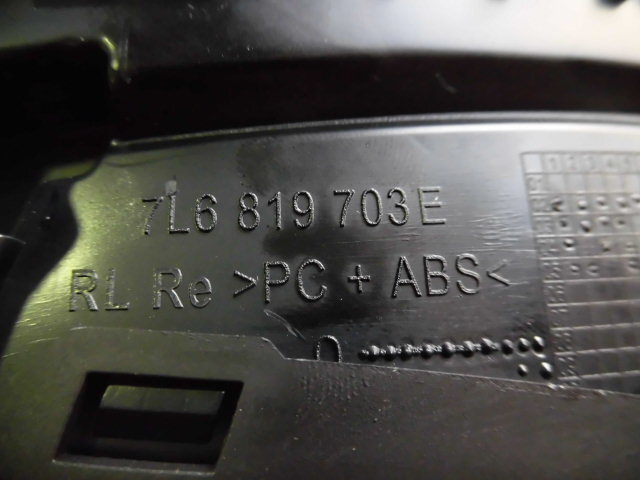 7L6 819 703E
RL Re >PC + ABS<